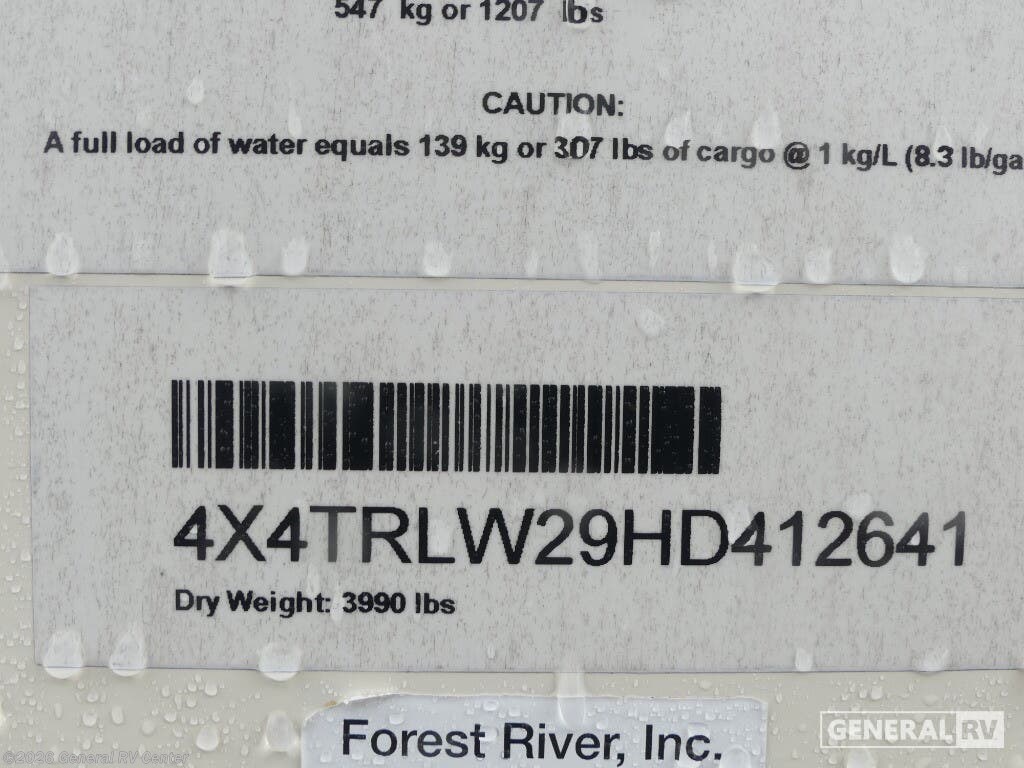 547 kg or 1207 lbs
CAUTION:
A full load of water equals 139 kg or 307 lbs of cargo @ 1 kg/L (8.3 lb/ga
4X4TRLW29HD412641
Dry Weight: 3990 lbs
Forest River, Inc.
GENERAL RV
©2026 General RV Center